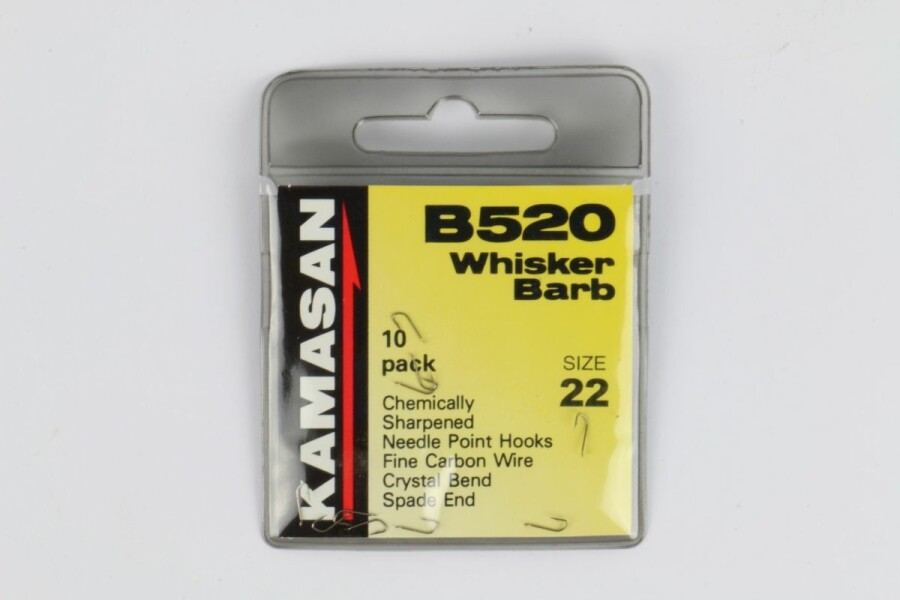 KAMASAN
B520
Whisker
Barb
10
pack
SIZE
22
Chemically
Sharpened
Needle Point Hooks
Fine Carbon Wire
Crystal Bend
Spade End